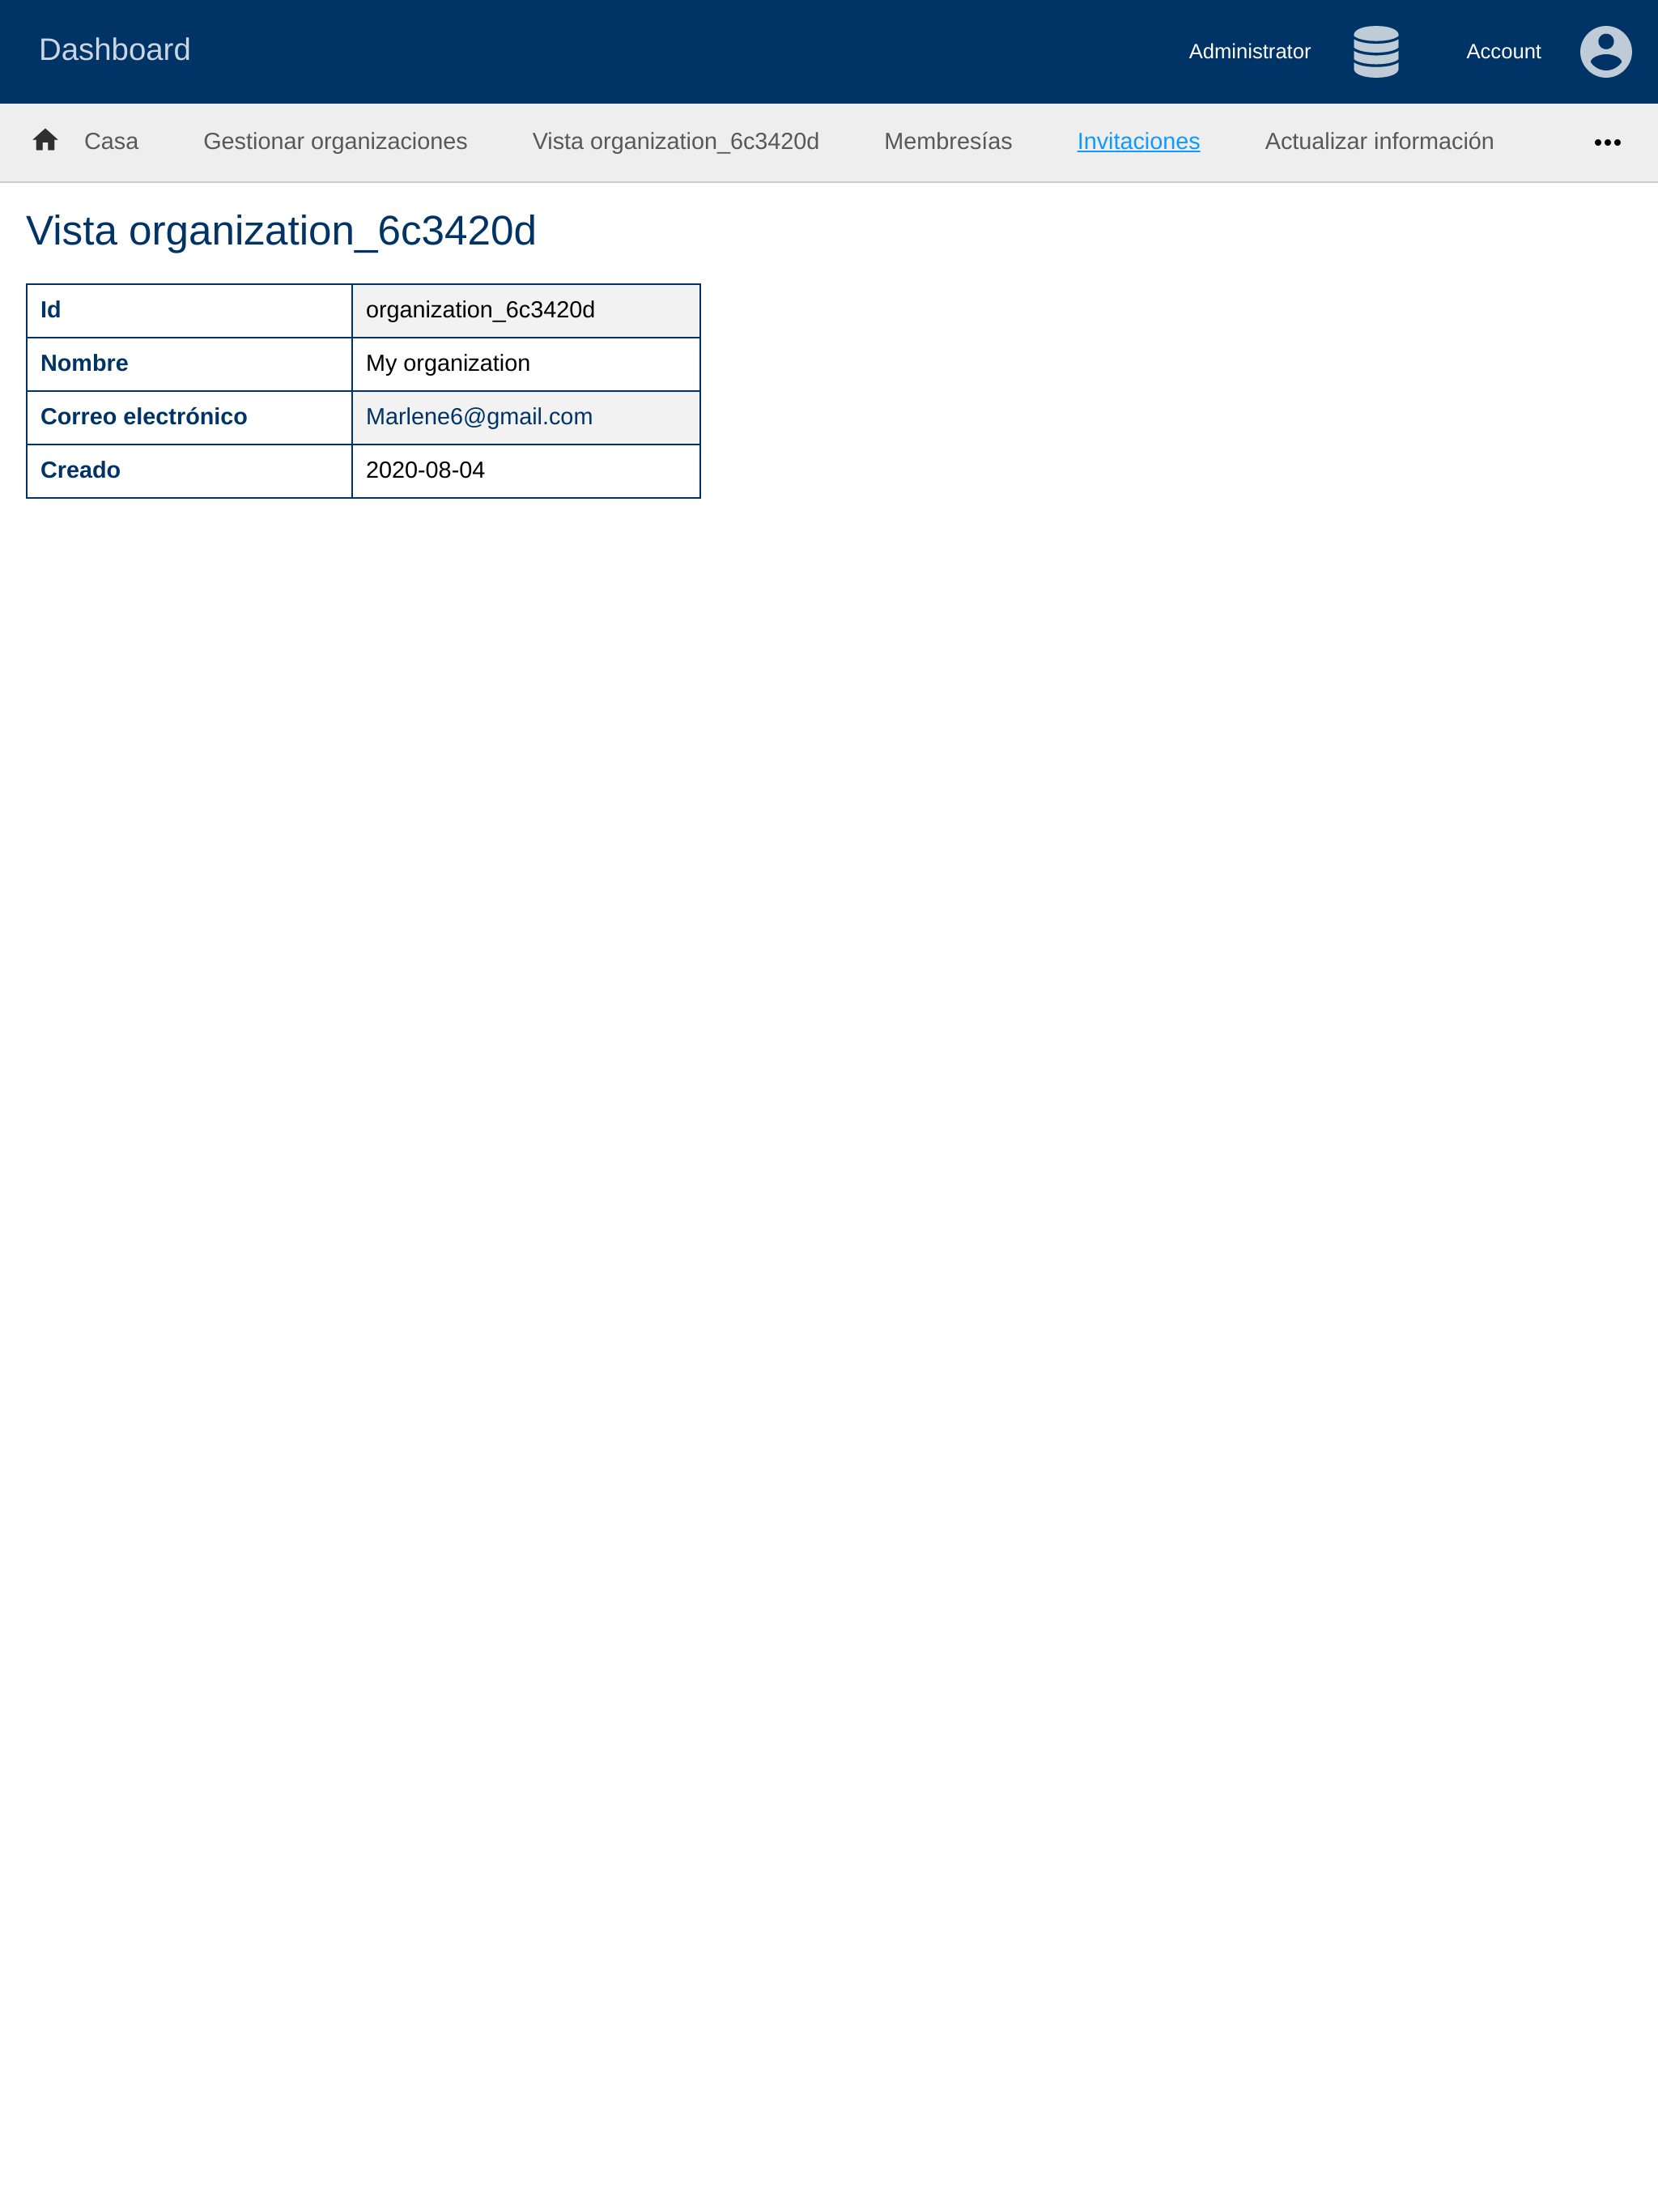 Dashboard Administrator Account
Casa Gestionar organizaciones Vista organization_6c3420d Membresías Invitaciones Actualizar información •••
Vista organization_6c3420d
Id organization_6c3420d
Nombre My organization
Correo electrónico Marlene6@gmail.com
Creado 2020-08-04